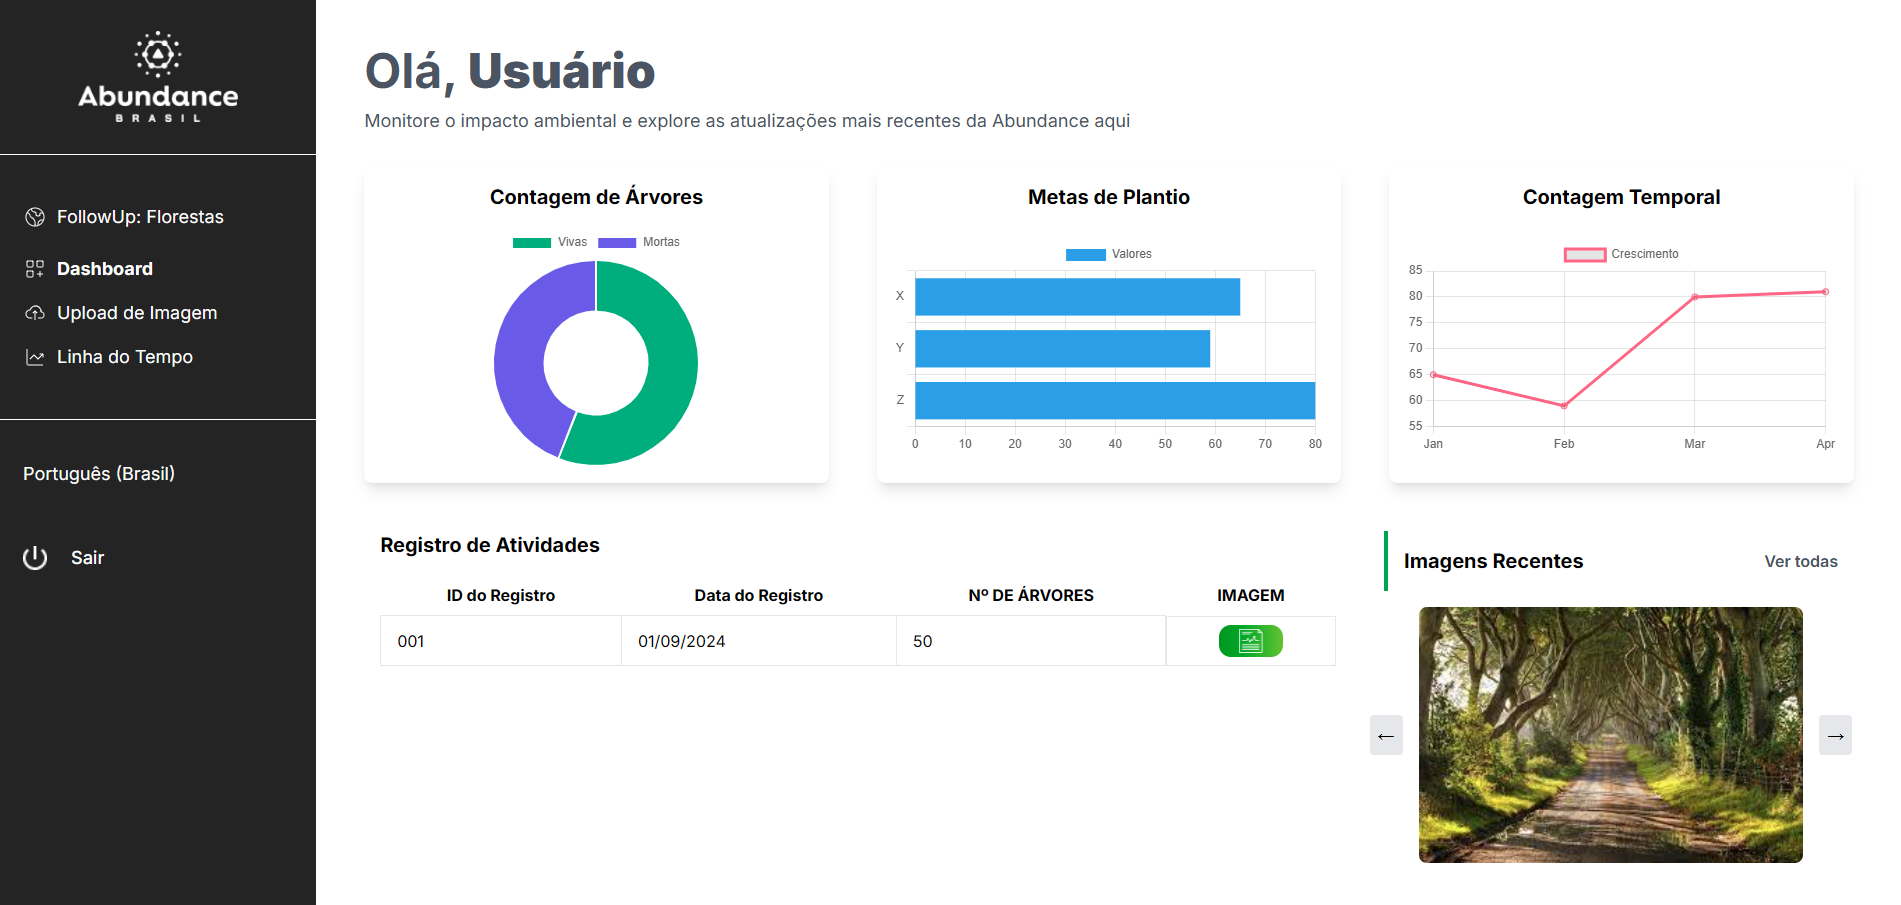 Abundance
BRASIL
FollowUp: Florestas
Dashboard
Upload de Imagem
Linha do Tempo
Português (Brasil)
Sair
Olá, Usuário
Monitore o impacto ambiental e explore as atualizações mais recentes da Abundance aqui
Contagem de Árvores
Vivas Mortas
Metas de Plantio
Valores
X
Y
Z
0 10 20 30 40 50 60 70 80
Contagem Temporal
Crescimento
85
80
75
70
65
60
55
Jan Feb Mar Apr
Registro de Atividades
ID do Registro Data do Registro Nº DE ÁRVORES IMAGEM
001 01/09/2024 50
Imagens Recentes Ver todas
← →